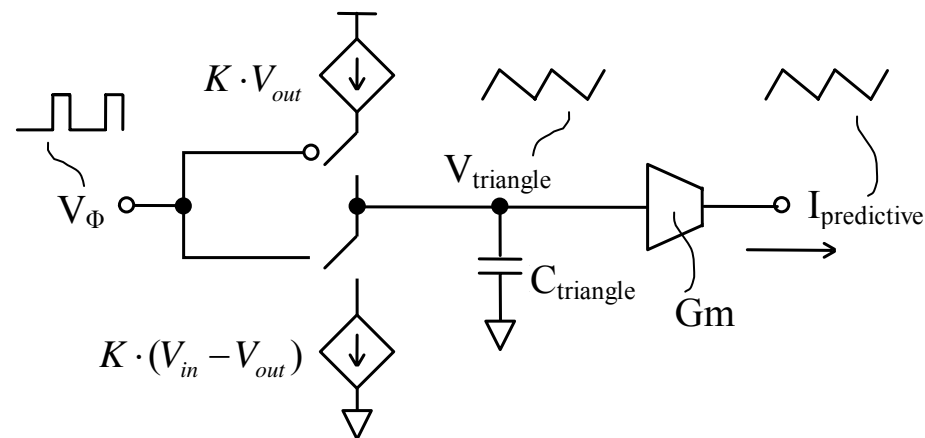 K · V_out
V_Φ
V_triangle
I_predictive
C_triangle
Gm
K · (V_in − V_out)